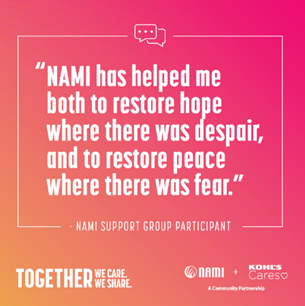 “NAMI has helped me
both to restore hope
where there was despair,
and to restore peace
where there was fear.”
- NAMI SUPPORT GROUP PARTICIPANT
TOGETHER WE CARE.
WE SHARE.
NAMI + KOHL'S
Cares
A Community Partnership